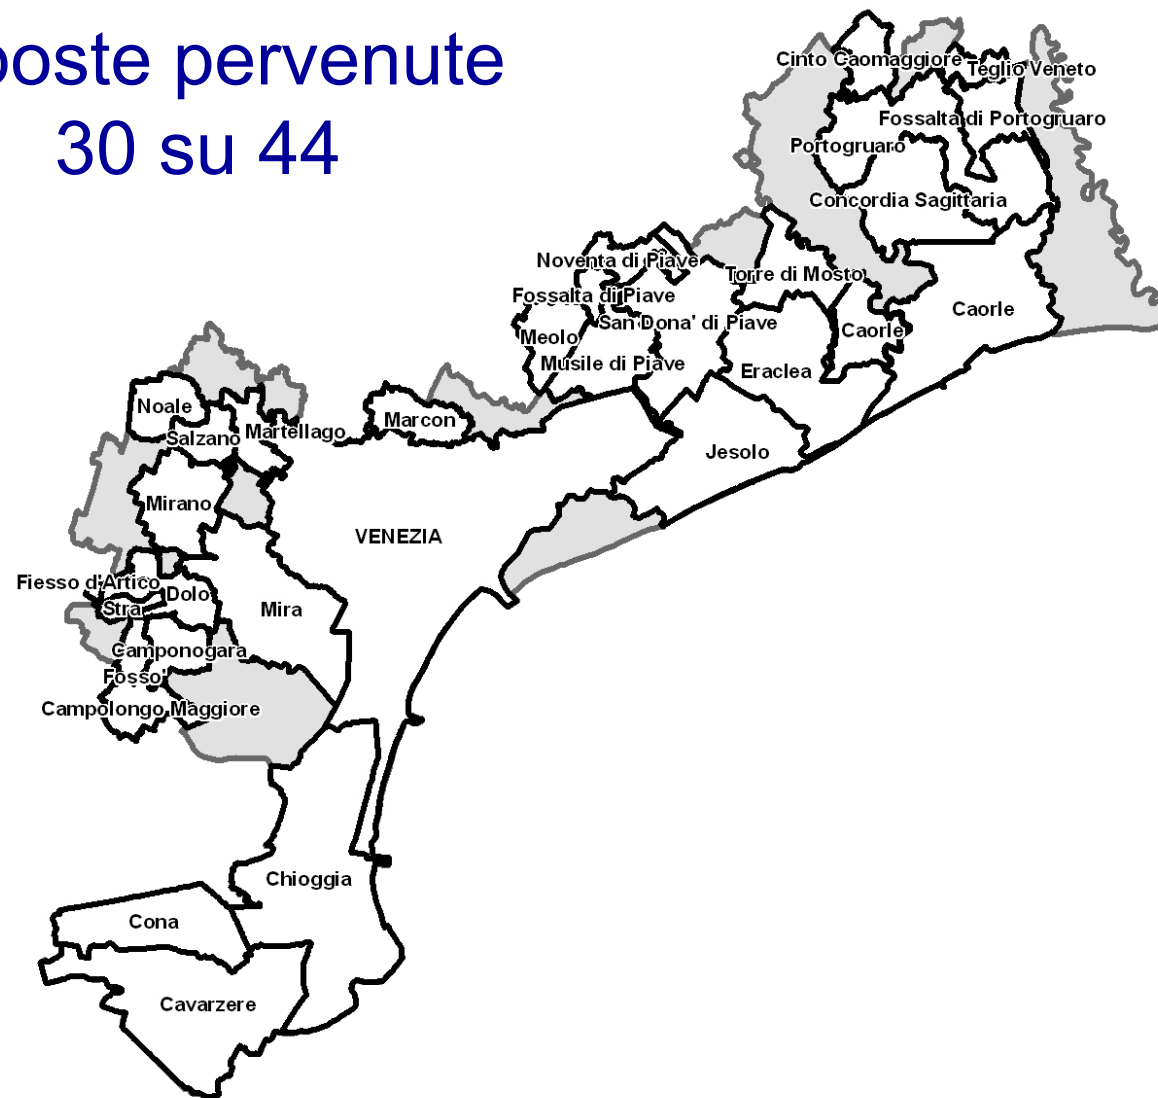 poste pervenute
30 su 44
Cinto Caomaggiore
Teglio Veneto
Fossalta di Portogruaro
Portogruaro
Concordia Sagittaria
Noventa di Piave
Torre di Mosto
Fossalta di Piave
Caorle
San Dona' di Piave
Caorle
Meolo
Musile di Piave
Eraclea
Noale
Marcon
Salzano
Martellago
Jesolo
Mirano
VENEZIA
Fiesso d'Artico
Dolo
Stra
Mira
Camponogara
Fosso'
Campolongo Maggiore
Chioggia
Cona
Cavarzere